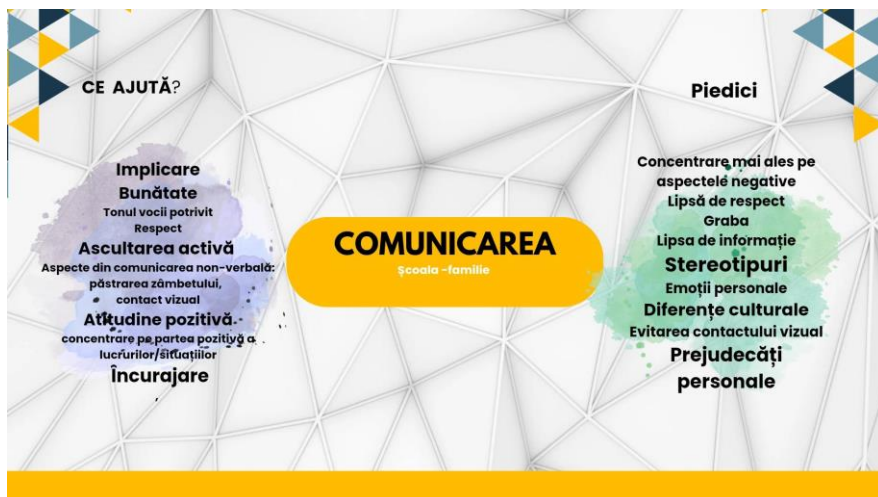 CE AJUTĂ?
Implicare
Bunătate
Tonul vocii potrivit
Respect
Ascultarea activă
Aspecte din comunicarea non-verbală:
păstrarea zâmbetului,
contact vizual
Atitudine pozitivă
concentrare pe partea pozitivă a
lucrurilor/situațiilor
Încurajare
,
COMUNICAREA
Școala -familie
Piedici
Concentrare mai ales pe
aspectele negative
Lipsă de respect
Graba
Lipsa de informație
Stereotipuri
Emoții personale
Diferențe culturale
Evitarea contactului vizual
Prejudecăți
personale